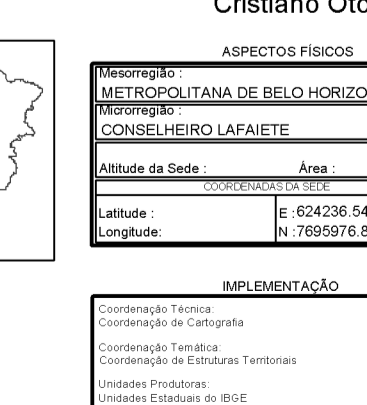 Cristiano Oto
ASPECTOS FÍSICOS
Mesorregião :
METROPOLITANA DE BELO HORIZO
Microrregião :
CONSELHEIRO LAFAIETE
Altitude da Sede : Área :
COORDENADAS DA SEDE
Latitude : E :624236.54
Longitude: N :7695976.8
IMPLEMENTAÇÃO
Coordenação Técnica:
Coordenação de Cartografia
Coordenação Temática:
Coordenação de Estruturas Territoriais
Unidades Produtoras:
Unidades Estaduais do IBGE